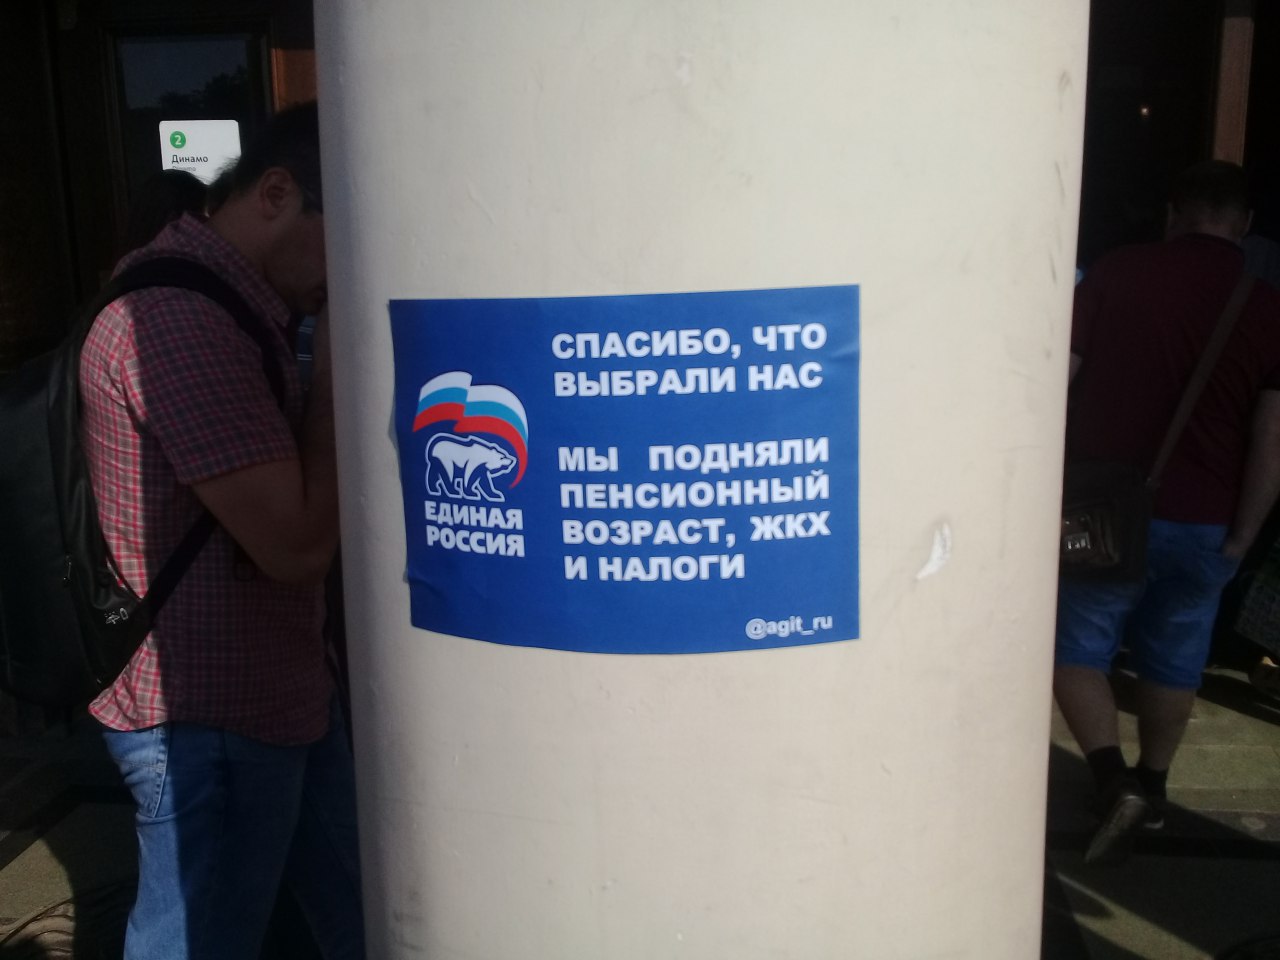 2
Динамо
ЕДИНАЯ
РОССИЯ
СПАСИБО, ЧТО
ВЫБРАЛИ НАС
МЫ ПОДНЯЛИ
ПЕНСИОННЫЙ
ВОЗРАСТ, ЖКХ
И НАЛОГИ
@agit_ru